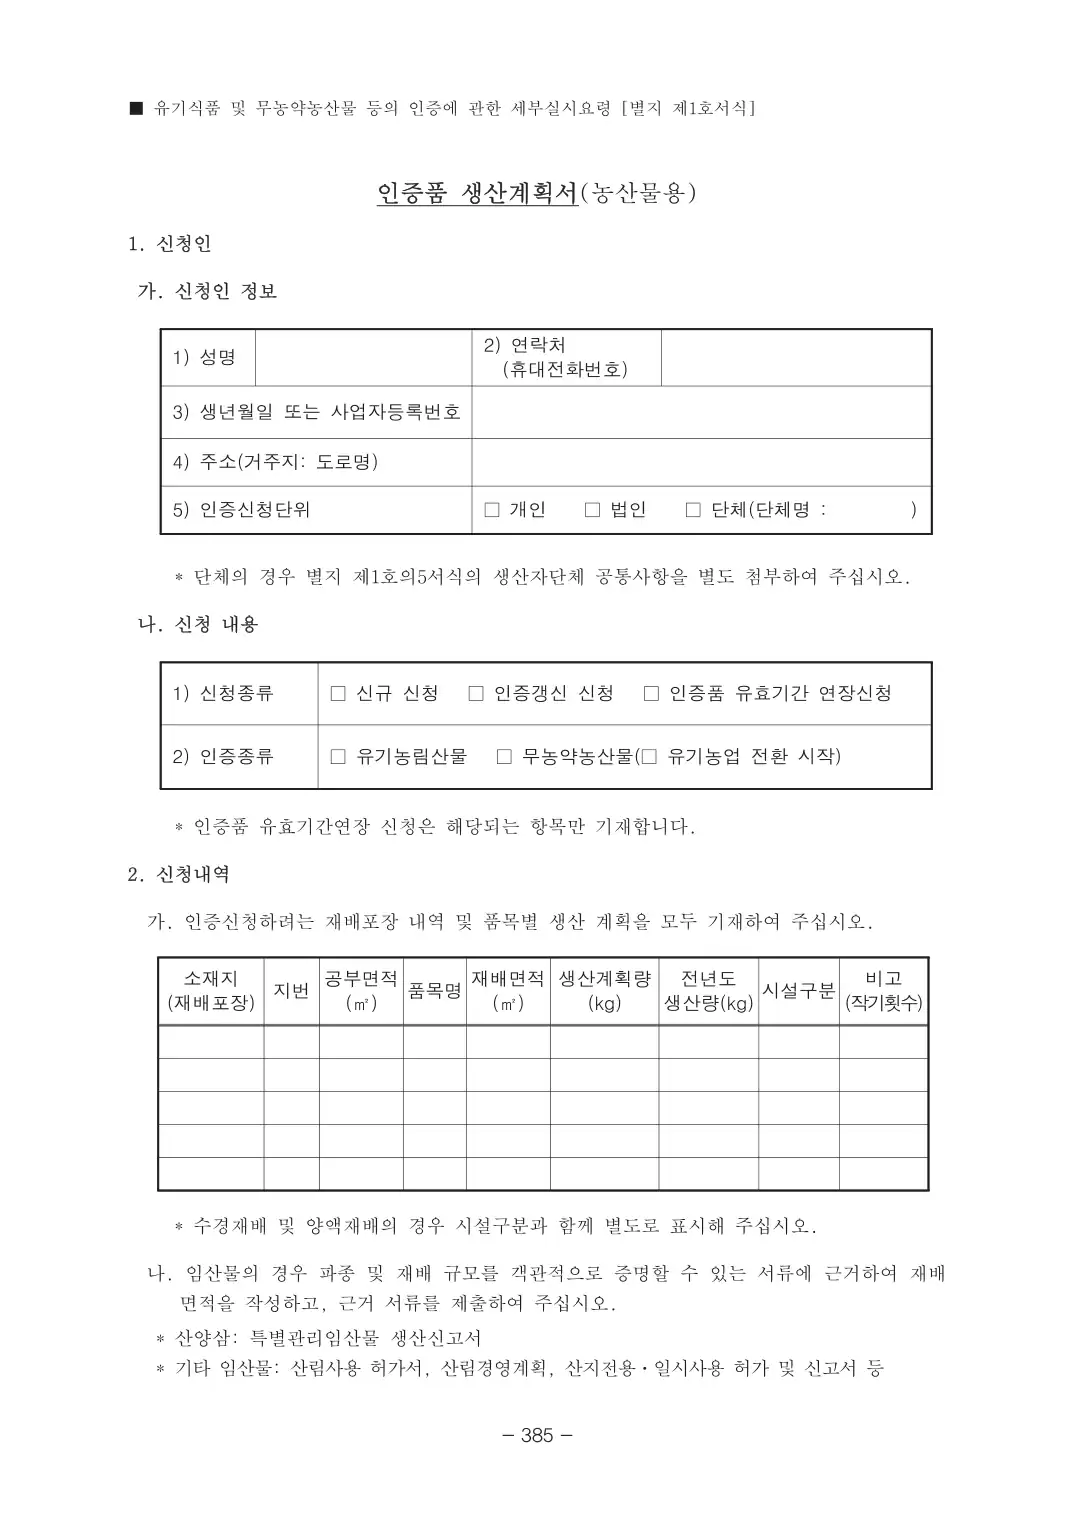 ■ 유기식품 및 무농약농산물 등의 인증에 관한 세부실시요령 [별지 제1호서식]
인증품 생산계획서(농산물용)
1. 신청인
가. 신청인 정보
1) 성명
2) 연락처
(휴대전화번호)
3) 생년월일 또는 사업자등록번호
4) 주소(거주지: 도로명)
5) 인증신청단위 □ 개인 □ 법인 □ 단체(단체명 : )
* 단체의 경우 별지 제1호의5서식의 생산자단체 공통사항을 별도 첨부하여 주십시오.
나. 신청 내용
1) 신청종류 □ 신규 신청 □ 인증갱신 신청 □ 인증품 유효기간 연장신청
2) 인증종류 □ 유기농림산물 □ 무농약농산물(□ 유기농업 전환 시작)
* 인증품 유효기간연장 신청은 해당되는 항목만 기재합니다.
2. 신청내역
가. 인증신청하려는 재배포장 내역 및 품목별 생산 계획을 모두 기재하여 주십시오.
소재지
(재배포장)
지번
공부면적
(㎡)
품목명
재배면적
(㎡)
생산계획량
(kg)
전년도
생산량(kg)
시설구분
비고
(작기횟수)
* 수경재배 및 양액재배의 경우 시설구분과 함께 별도로 표시해 주십시오.
나. 임산물의 경우 파종 및 재배 규모를 객관적으로 증명할 수 있는 서류에 근거하여 재배
면적을 작성하고, 근거 서류를 제출하여 주십시오.
* 산양삼: 특별관리임산물 생산신고서
* 기타 임산물: 산림사용 허가서, 산림경영계획, 산지전용・일시사용 허가 및 신고서 등
- 385 -